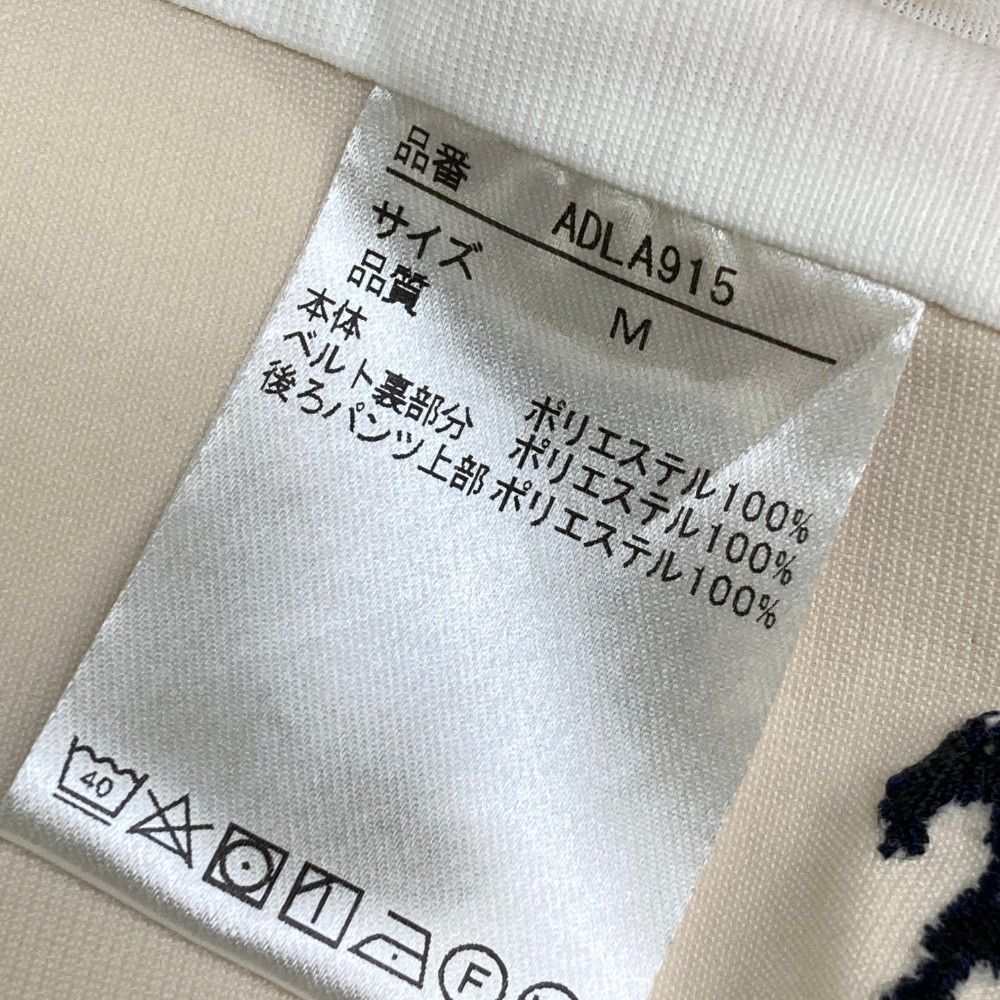 品番 ADLA915
サイズ M
品質
本体 ポリエステル100%
ベルト裏部分 ポリエステル100%
後ろパンツ上部 ポリエステル100%
40
F